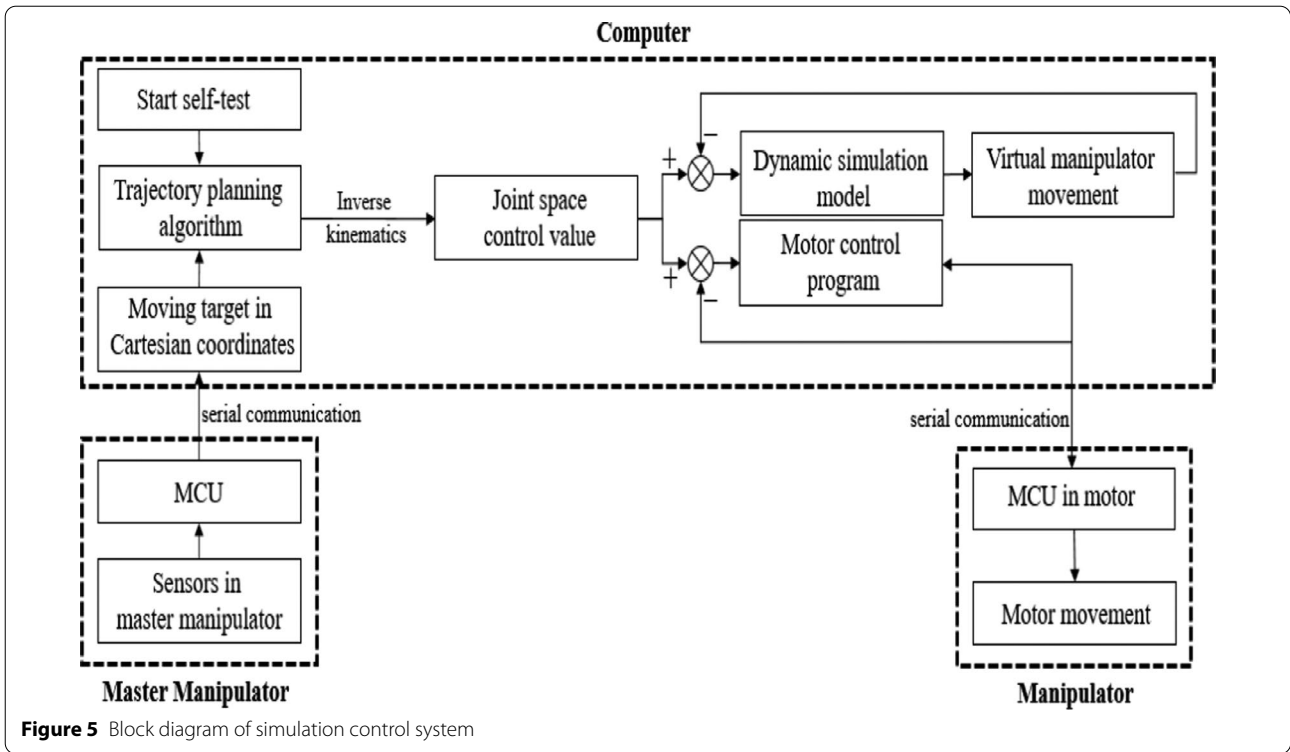 Computer
Start self-test
Trajectory planning
algorithm
Moving target in
Cartesian coordinates
Inverse
kinematics
Joint space
control value
+
−
Dynamic simulation
model
Virtual manipulator
movement
+
−
Motor control
program
serial communication
serial communication
MCU
Sensors in
master manipulator
Master Manipulator
MCU in motor
Motor movement
Manipulator
Figure 5 Block diagram of simulation control system